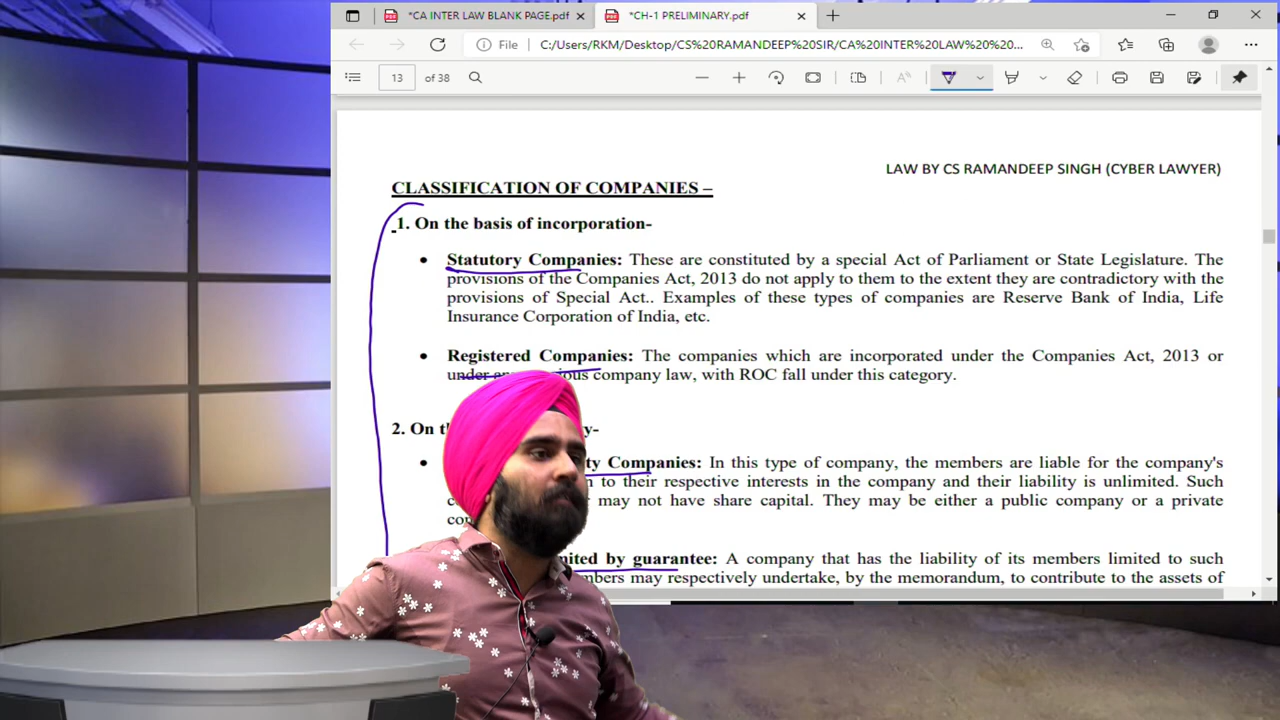 *CA INTER LAW BLANK PAGE.pdf
*CH-1 PRELIMINARY.pdf
File
C:/Users/RKM/Desktop/CS%20RAMANDEEP%20SIR/CA%20INTER%20LAW%20%20...
13 of 38
LAW BY CS RAMANDEEP SINGH (CYBER LAWYER)
CLASSIFICATION OF COMPANIES –
1. On the basis of incorporation-
• Statutory Companies: These are constituted by a special Act of Parliament or State Legislature. The
provisions of the Companies Act, 2013 do not apply to them to the extent they are contradictory with the
provisions of Special Act.. Examples of these types of companies are Reserve Bank of India, Life
Insurance Corporation of India, etc.
• Registered Companies: The companies which are incorporated under the Companies Act, 2013 or
under company law, with ROC fall under this category.
2. On
• Companies: In this type of company, the members are liable for the company's
to their respective interests in the company and their liability is unlimited. Such
may not have share capital. They may be either a public company or a private
by guarantee: A company that has the liability of its members limited to such
may respectively undertake, by the memorandum, to contribute to the assets of